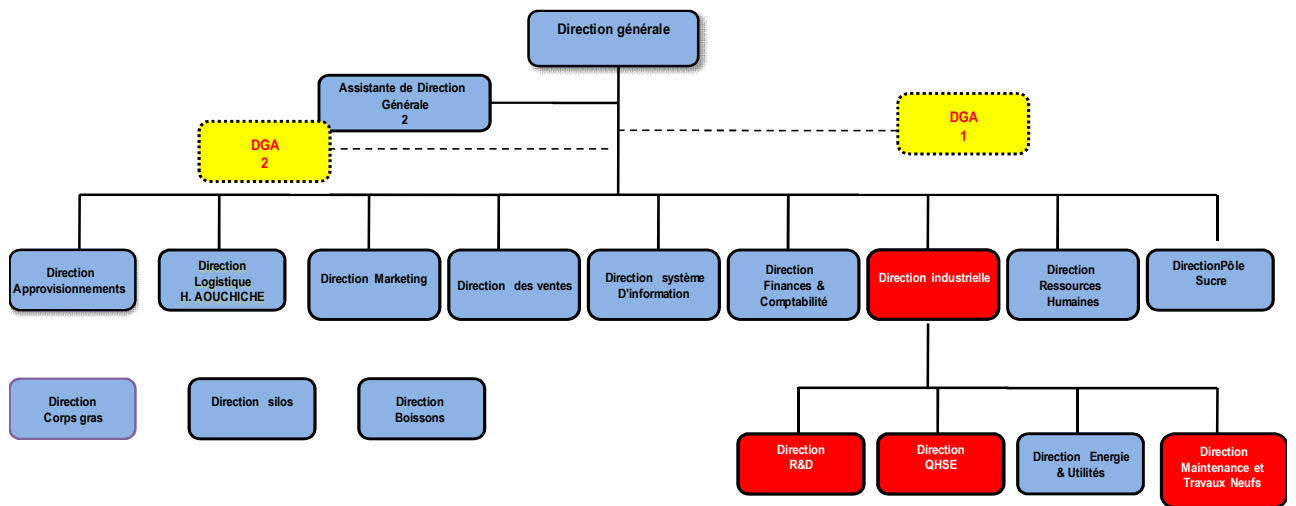 Direction générale
Assistante de Direction
Générale
2
DGA
2
DGA
1
Direction
Approvisionnements
Direction
Logistique
H. AOUCHICHE
Direction Marketing
Direction des ventes
Direction système
D'information
Direction
Finances &
Comptabilité
Direction industrielle
Direction
Ressources
Humaines
DirectionPôle
Sucre
Direction
Corps gras
Direction silos
Direction
Boissons
Direction
R&D
Direction
QHSE
Direction Energie
& Utilités
Direction
Maintenance et
Travaux Neufs